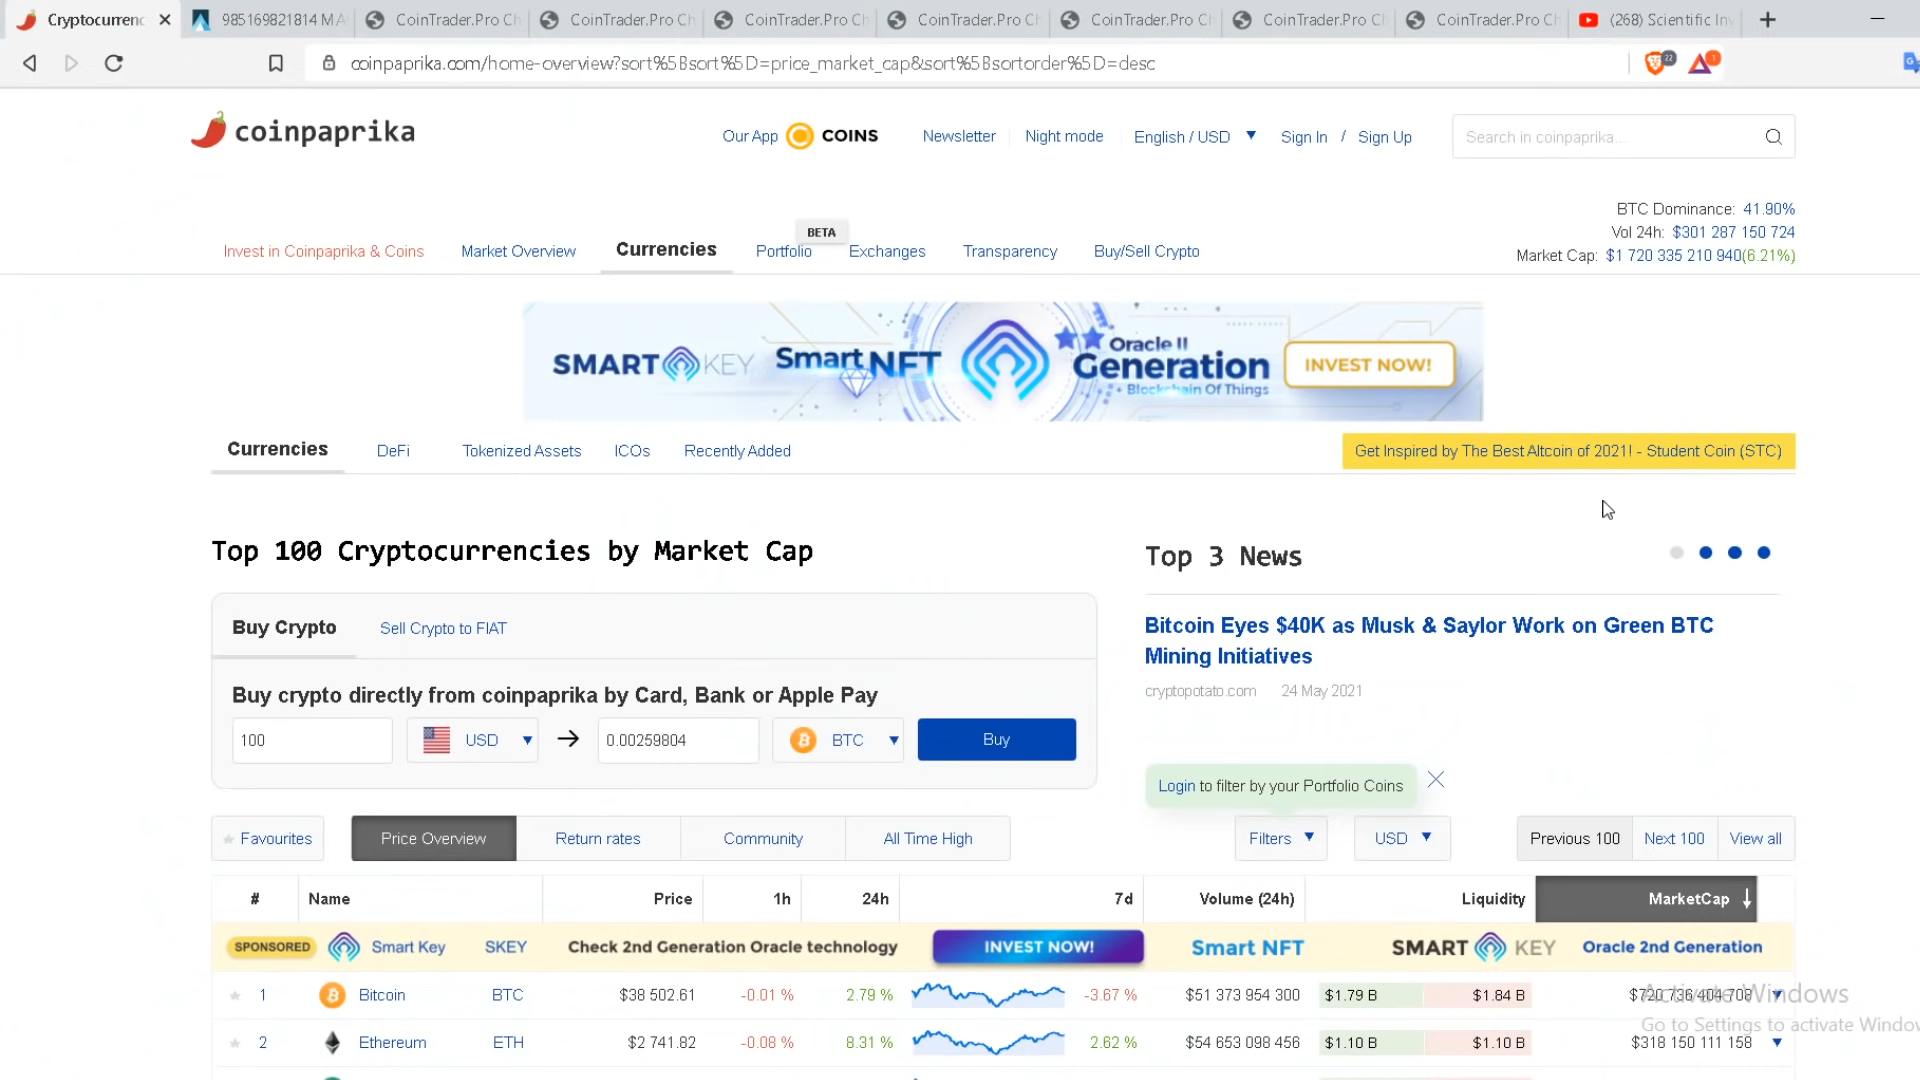 Cryptocurrenc
985169821814 MA
CoinTrader.Pro Ch
CoinTrader.Pro Ch
CoinTrader.Pro Ch
CoinTrader.Pro Ch
CoinTrader.Pro Ch
CoinTrader.Pro Ch
CoinTrader.Pro Ch
(268) Scientific Inv
coinpaprika.com/home-overview?sort%5Bsort%5D=price_market_cap&sort%5Bsortorder%5D=desc
22
1
coinpaprika
Our App COINS Newsletter Night mode English / USD Sign In / Sign Up
Search in coinpaprika...
BTC Dominance: 41.90%
Vol 24h: $301 287 150 724
Market Cap: $1 720 335 210 940(6.21%)
BETA
Invest in Coinpaprika & Coins Market Overview Currencies Portfolio Exchanges Transparency Buy/Sell Crypto
SMART KEY Smart NFT Oracle II
Generation
+ Blockchain Of Things
INVEST NOW!
Currencies DeFi Tokenized Assets ICOs Recently Added
Get Inspired by The Best Altcoin of 2021! - Student Coin (STC)
Top 100 Cryptocurrencies by Market Cap
Top 3 News
Buy Crypto Sell Crypto to FIAT
Buy crypto directly from coinpaprika by Card, Bank or Apple Pay
100 USD → 0.00259804 BTC Buy
Bitcoin Eyes $40K as Musk & Saylor Work on Green BTC
Mining Initiatives
cryptopotato.com 24 May 2021
Login to filter by your Portfolio Coins
Favourites Price Overview Return rates Community All Time High Filters USD Previous 100 Next 100 View all
# Name Price 1h 24h 7d Volume (24h) Liquidity MarketCap
SPONSORED Smart Key SKEY Check 2nd Generation Oracle technology INVEST NOW! Smart NFT SMART KEY Oracle 2nd Generation
1 Bitcoin BTC $38 502.61 -0.01 % 2.79 % -3.67 % $51 373 954 300 $1.79 B $1.84 B $720 736 404 708
2 Ethereum ETH $2 741.82 -0.08 % 8.31 % 2.62 % $54 653 098 456 $1.10 B $1.10 B $318 150 111 158
Activate Windows
Go to Settings to activate Window